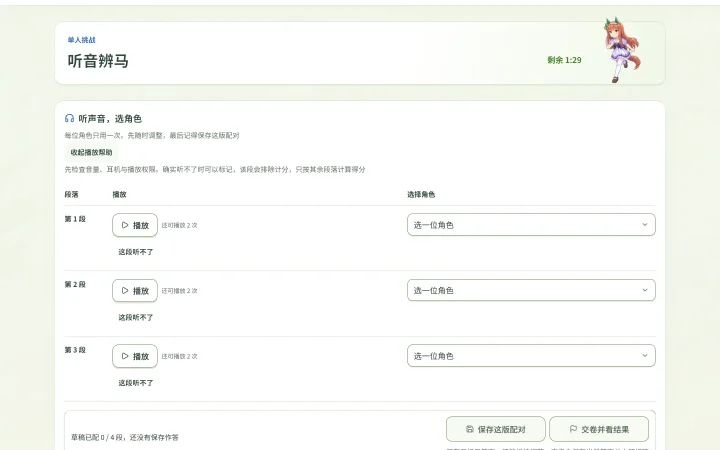 单人挑战
听音辨马
剩余 1:29
听声音，选角色
每位角色只用一次，先随时调整，最后记得保存这版配对
收起播放帮助
先检查音量、耳机与播放权限。确实听不了时可以标记，该段会排除计分，只按其余段落计算得分
段落 播放 选择角色
第 1 段 播放 还可播放 2 次 选一位角色
这段听不了
第 2 段 播放 还可播放 2 次 选一位角色
这段听不了
第 3 段 播放 还可播放 2 次 选一位角色
这段听不了
草稿已配 0 / 4 段，还没有保存作答
保存这版配对 交卷并看结果